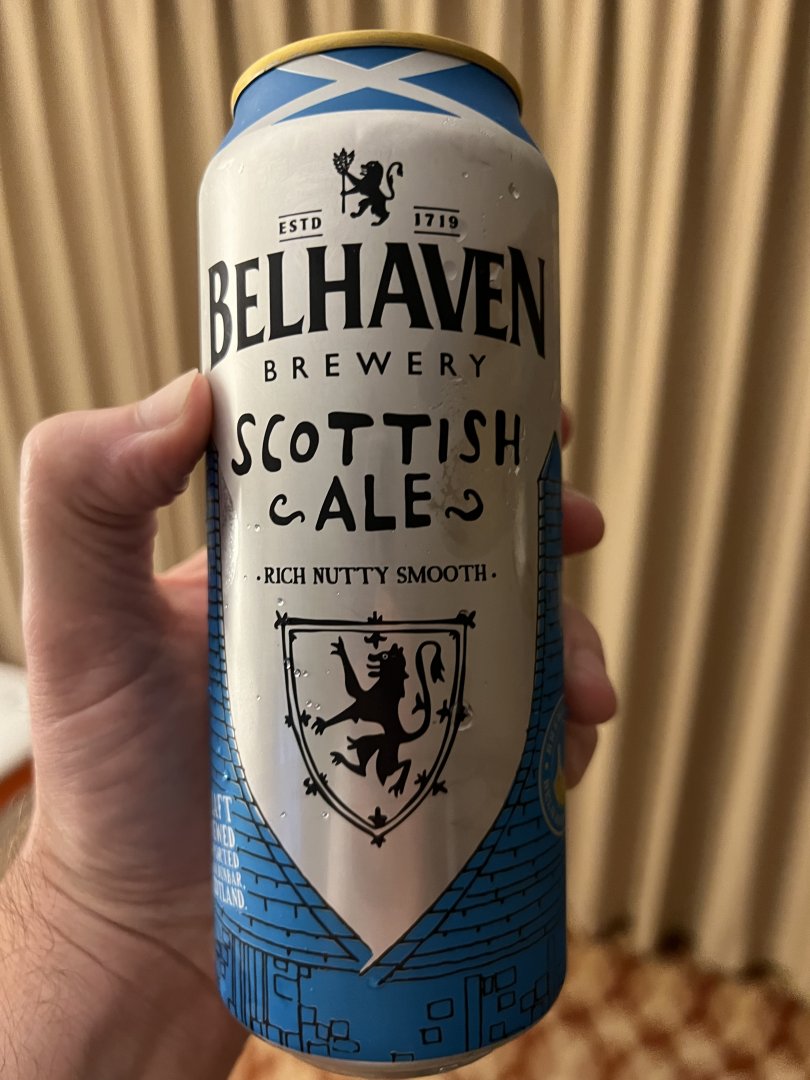 ESTD 1719
BELHAVEN
BREWERY
SCOTTISH
ALE
·RICH NUTTY SMOOTH·